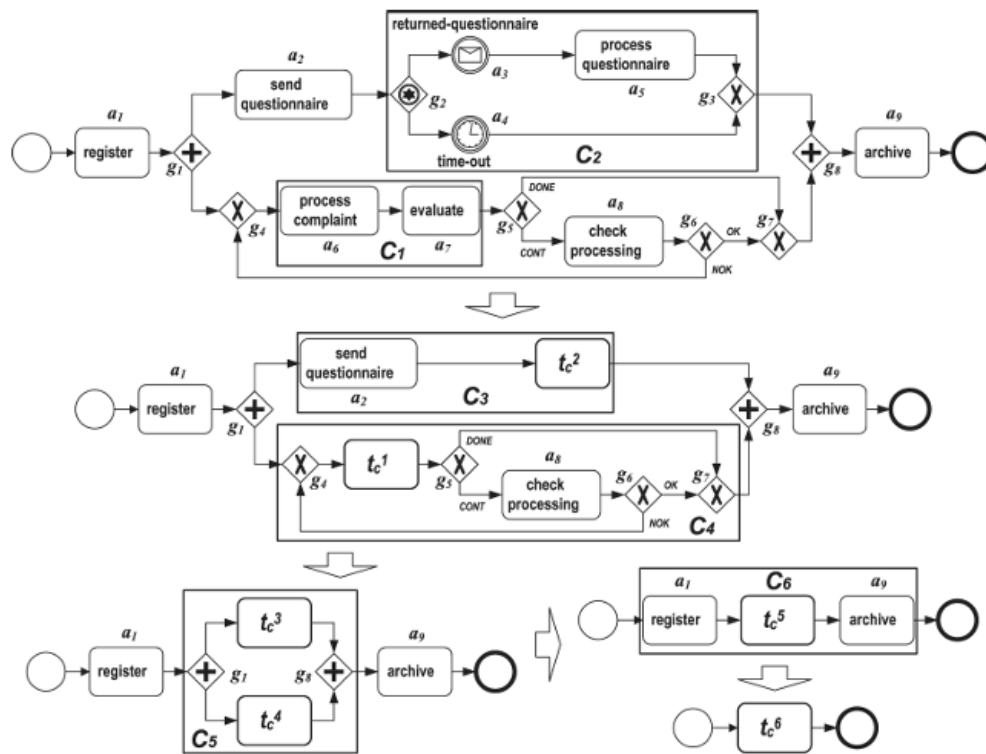 returned-questionnaire
a2
send questionnaire
a3
process questionnaire
a5
g2
g3
a4
time-out
C2
a1
register
g1
a9
archive
g8
g4
process complaint
a6
evaluate
a7
C1
g5
DONE
CONT
a8
check processing
g6
OK
NOK
g7
a1
register
g1
send questionnaire
a2
tc2
C3
a9
archive
g8
g4
tc1
g5
DONE
CONT
a8
check processing
g6
OK
NOK
g7
C4
a1
register
g1
tc3
tc4
g8
C5
a9
archive
C6
a1
register
tc5
a9
archive
tc6